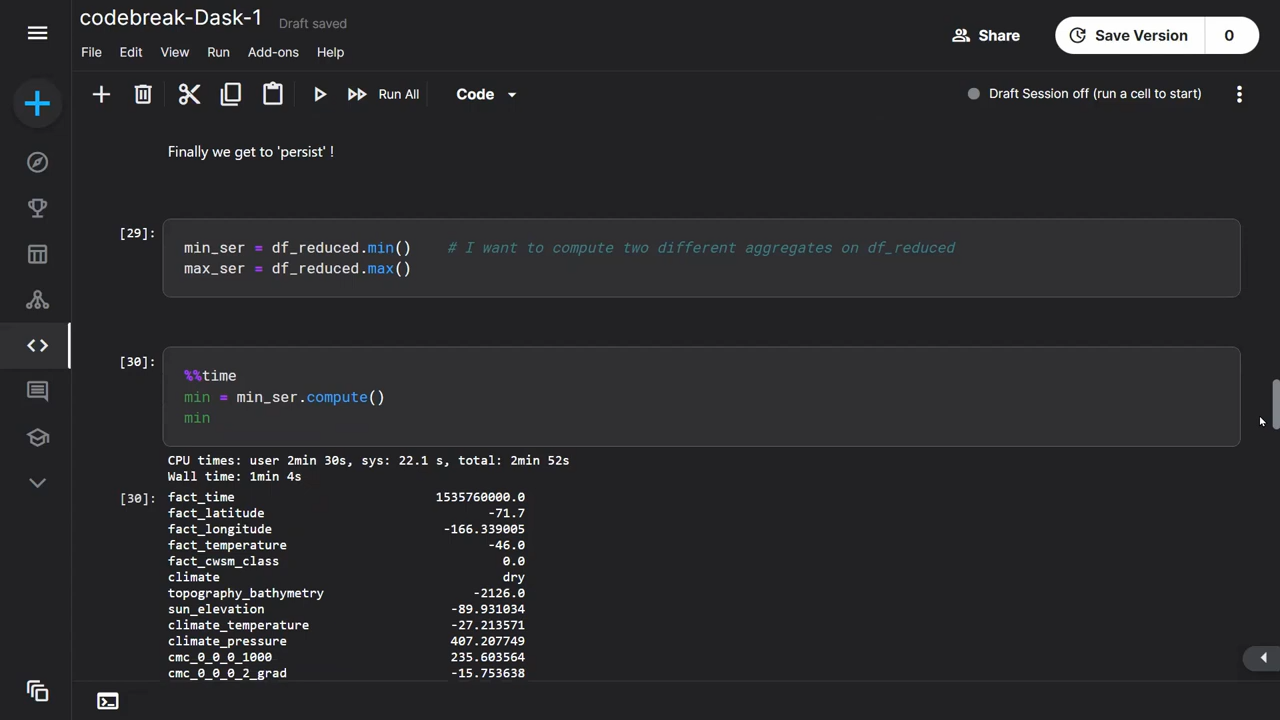 codebreak-Dask-1 Draft saved
Share Save Version 0
File Edit View Run Add-ons Help
Run All Code Draft Session off (run a cell to start)
Finally we get to 'persist' !
[29]: min_ser = df_reduced.min() # I want to compute two different aggregates on df_reduced
max_ser = df_reduced.max()
[30]: %%time
min = min_ser.compute()
min
CPU times: user 2min 30s, sys: 22.1 s, total: 2min 52s
Wall time: 1min 4s
[30]: fact_time 1535760000.0
fact_latitude -71.7
fact_longitude -166.339005
fact_temperature -46.0
fact_cwsm_class 0.0
climate dry
topography_bathymetry -2126.0
sun_elevation -89.931034
climate_temperature -27.213571
climate_pressure 407.207749
cmc_0_0_0_1000 235.603564
cmc_0_0_0_2_grad -15.753638